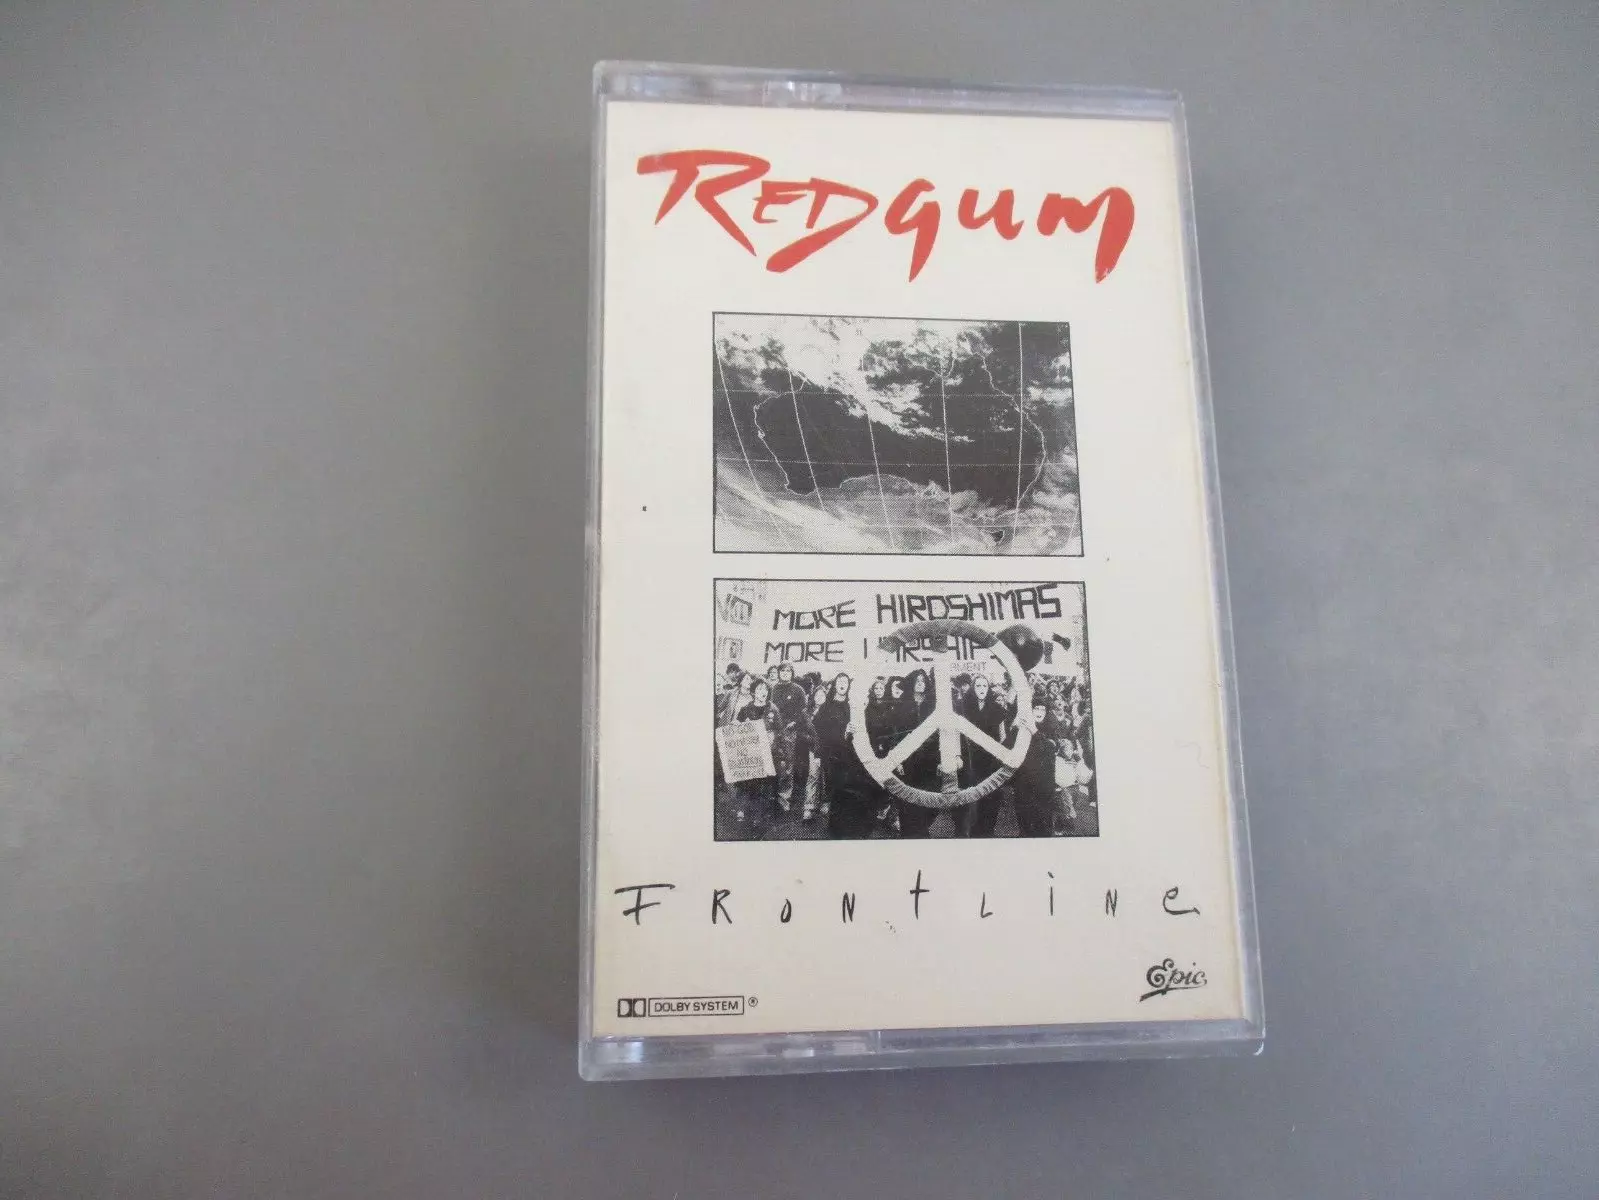 REDgum
MORE HIROSHIMAS
MORE
FRONtLiNe
Epic
DOLBY SYSTEM ®